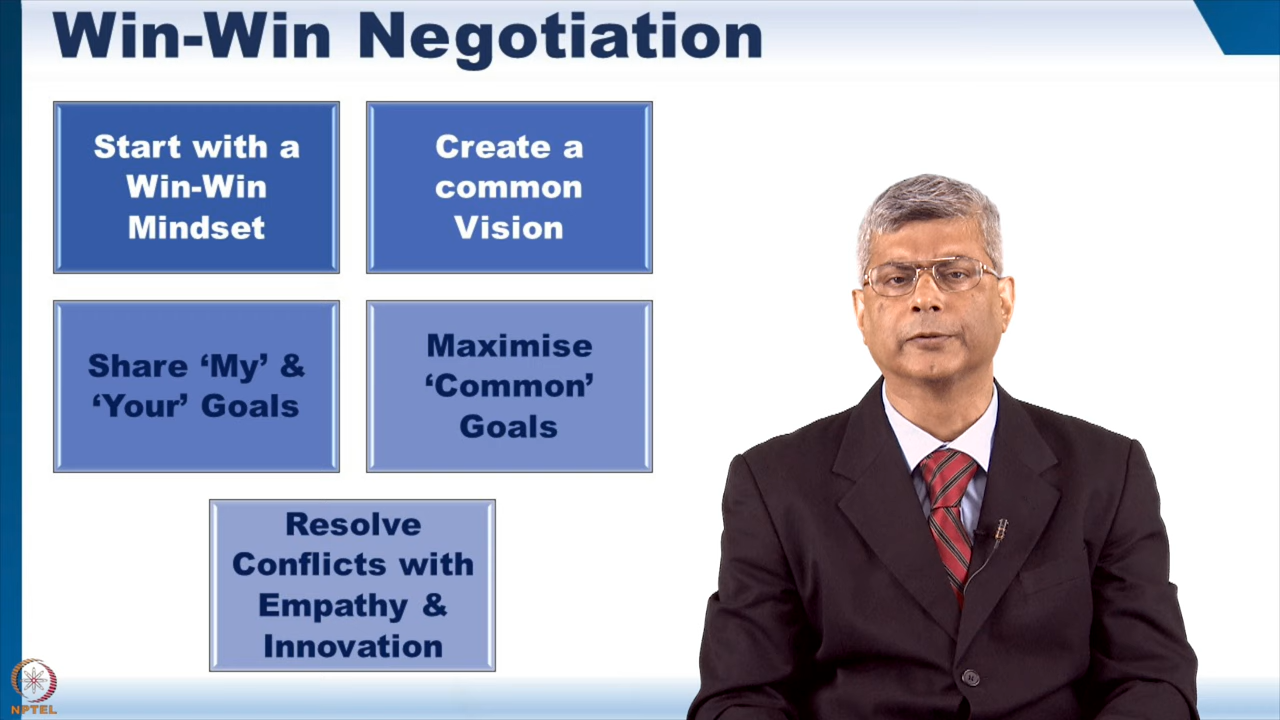 Win-Win Negotiation
Start with a
Win-Win
Mindset
Create a
common
Vision
Share ‘My’ &
‘Your’ Goals
Maximise
‘Common’
Goals
Resolve
Conflicts with
Empathy &
Innovation
NPTEL